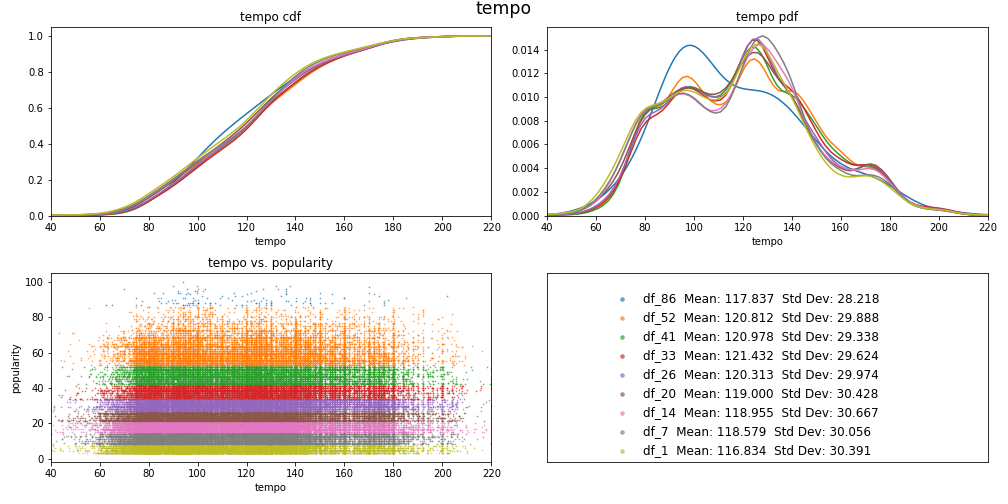 tempo
tempo cdf
1.0
0.8
0.6
0.4
0.2
0.0
40 60 80 100 120 140 160 180 200 220
tempo
tempo pdf
0.014
0.012
0.010
0.008
0.006
0.004
0.002
0.000
40 60 80 100 120 140 160 180 200 220
tempo
tempo vs. popularity
popularity
100
80
60
40
20
0
40 60 80 100 120 140 160 180 200 220
tempo
df_86 Mean: 117.837 Std Dev: 28.218
df_52 Mean: 120.812 Std Dev: 29.888
df_41 Mean: 120.978 Std Dev: 29.338
df_33 Mean: 121.432 Std Dev: 29.624
df_26 Mean: 120.313 Std Dev: 29.974
df_20 Mean: 119.000 Std Dev: 30.428
df_14 Mean: 118.955 Std Dev: 30.667
df_7 Mean: 118.579 Std Dev: 30.056
df_1 Mean: 116.834 Std Dev: 30.391